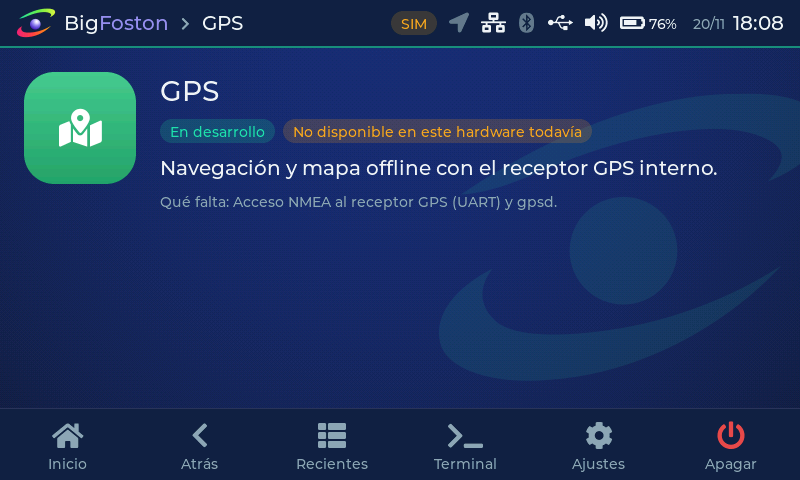 BigFoston > GPS
SIM
76%
20/11 18:08
GPS
En desarrollo
No disponible en este hardware todavía
Navegación y mapa offline con el receptor GPS interno.
Qué falta: Acceso NMEA al receptor GPS (UART) y gpsd.
Inicio
Atrás
Recientes
Terminal
Ajustes
Apagar